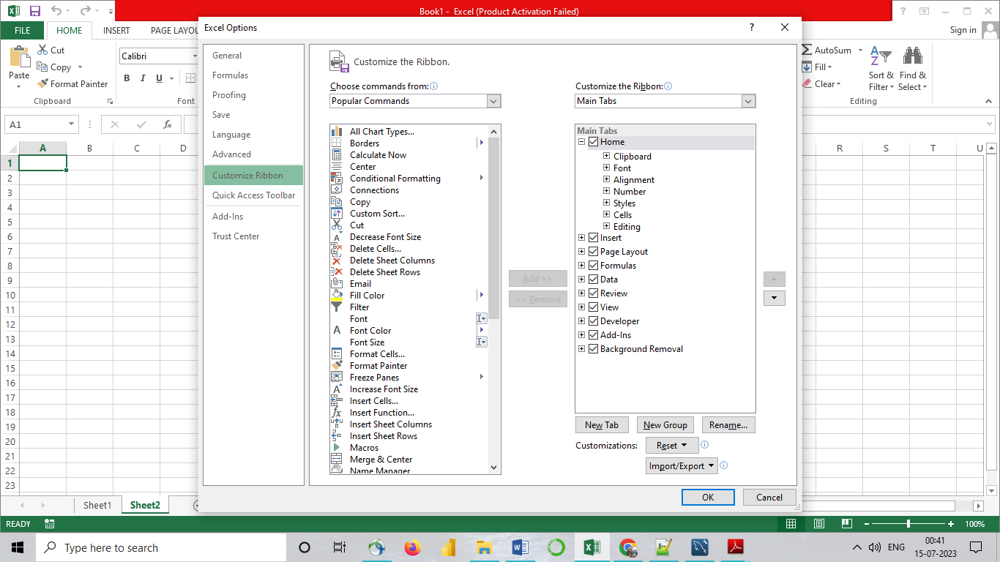 Book1 - Excel (Product Activation Failed)
FILE HOME INSERT PAGE LAYOU
Sign in
Excel Options
Paste
Cut
Copy
Format Painter
Clipboard
Calibri
B I U
Font
AutoSum
Fill
Clear
Sort & Filter
Find & Select
Editing
A1
fx
A B C D R S T U
1
2
3
4
5
6
7
8
9
10
11
12
13
14
15
16
17
18
19
20
21
22
23
General
Formulas
Proofing
Save
Language
Advanced
Customize Ribbon
Quick Access Toolbar
Add-Ins
Trust Center
Customize the Ribbon.
Choose commands from:
Popular Commands
All Chart Types...
Borders
Calculate Now
Center
Conditional Formatting
Connections
Copy
Custom Sort...
Cut
Decrease Font Size
Delete Cells...
Delete Sheet Columns
Delete Sheet Rows
Email
Fill Color
Filter
Font
Font Color
Font Size
Format Cells...
Format Painter
Freeze Panes
Increase Font Size
Insert Cells...
Insert Function...
Insert Sheet Columns
Insert Sheet Rows
Macros
Merge & Center
Name Manager
Add >>
<< Remove
Customize the Ribbon:
Main Tabs
Main Tabs
Home
Clipboard
Font
Alignment
Number
Styles
Cells
Editing
Insert
Page Layout
Formulas
Data
Review
View
Developer
Add-Ins
Background Removal
New Tab New Group Rename...
Customizations: Reset
Import/Export
OK Cancel
Sheet1 Sheet2
READY
100%
Type here to search
ENG
00:41
15-07-2023